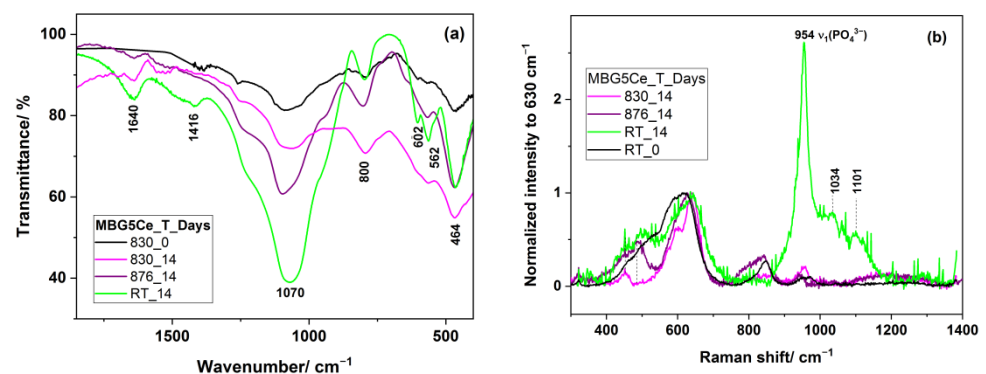 (a)
100
80
60
40
Transmittance/ %
1640
1416
1070
800
602
562
464
MBG5Ce_T_Days
830_0
830_14
876_14
RT_14
1500
1000
500
Wavenumber/ cm⁻¹
954 ν₁(PO₄³⁻)
(b)
MBG5Ce_T_Days
830_14
876_14
RT_14
RT_0
1034
1101
2
1
0
Normalized intensity to 630 cm⁻¹
400
600
800
1000
1200
1400
Raman shift/ cm⁻¹